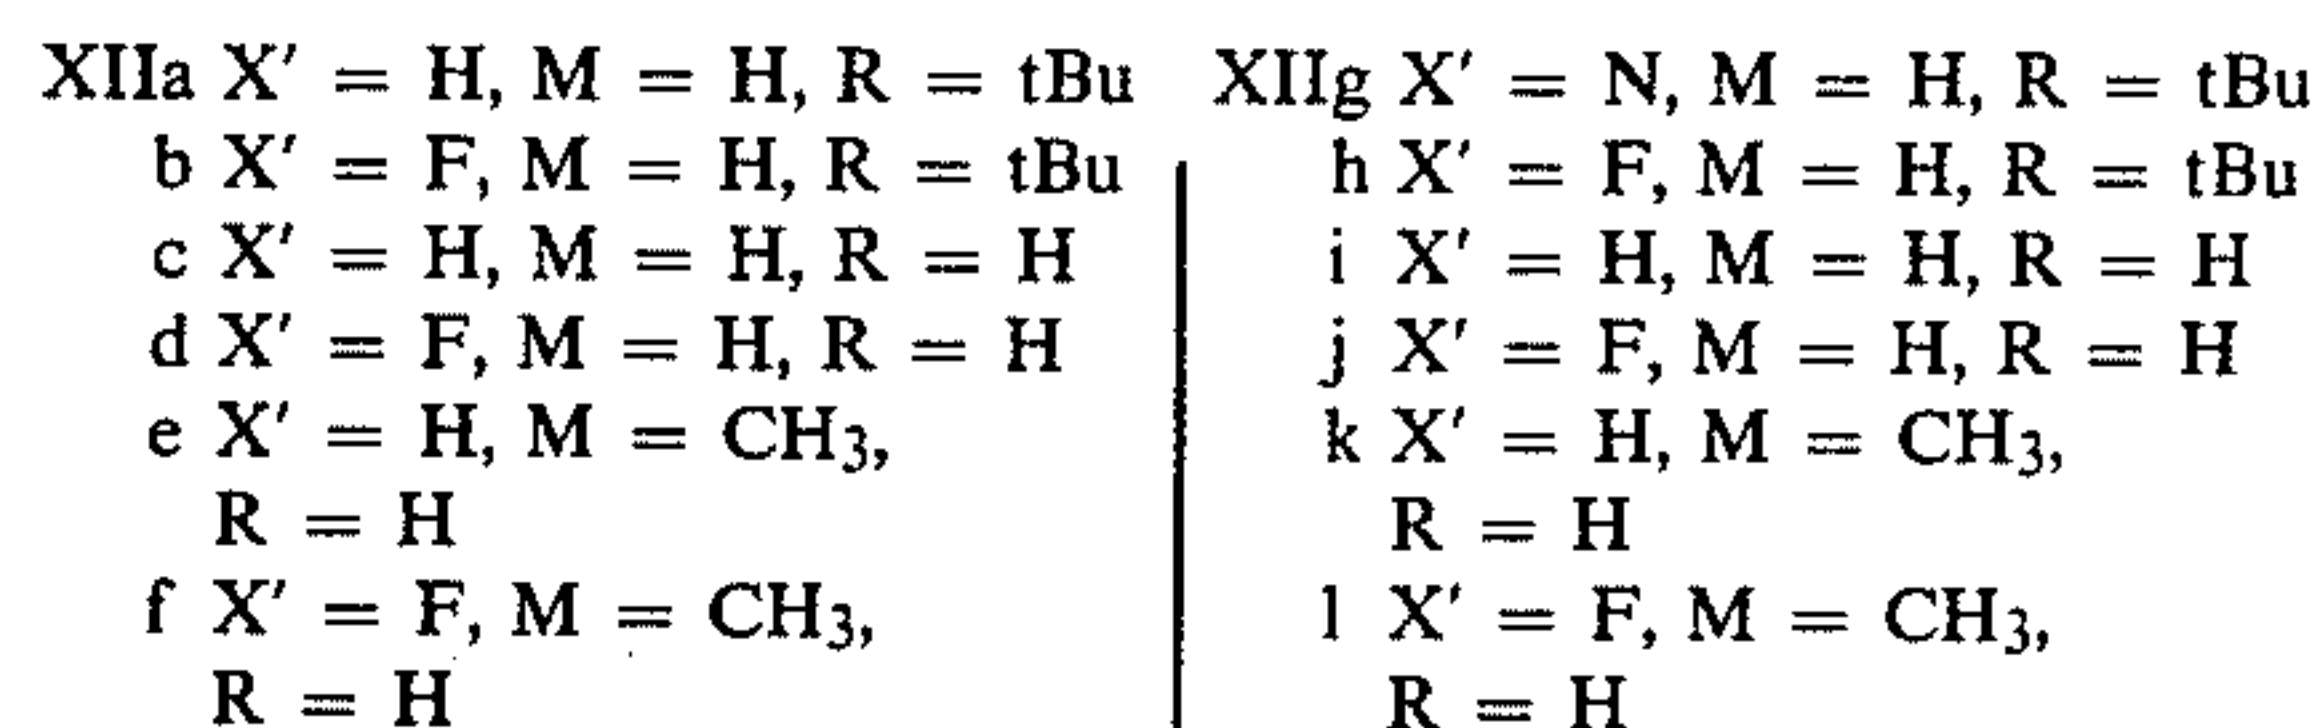 XIIa X′ = H, M = H, R = tBu
b X′ = F, M = H, R = tBu
c X′ = H, M = H, R = H
d X′ = F, M = H, R = H
e X′ = H, M = CH₃,
R = H
f X′ = F, M = CH₃,
R = H
XIIg X′ = N, M = H, R = tBu
h X′ = F, M = H, R = tBu
i X′ = H, M = H, R = H
j X′ = F, M = H, R = H
k X′ = H, M = CH₃,
R = H
l X′ = F, M = CH₃,
R = H